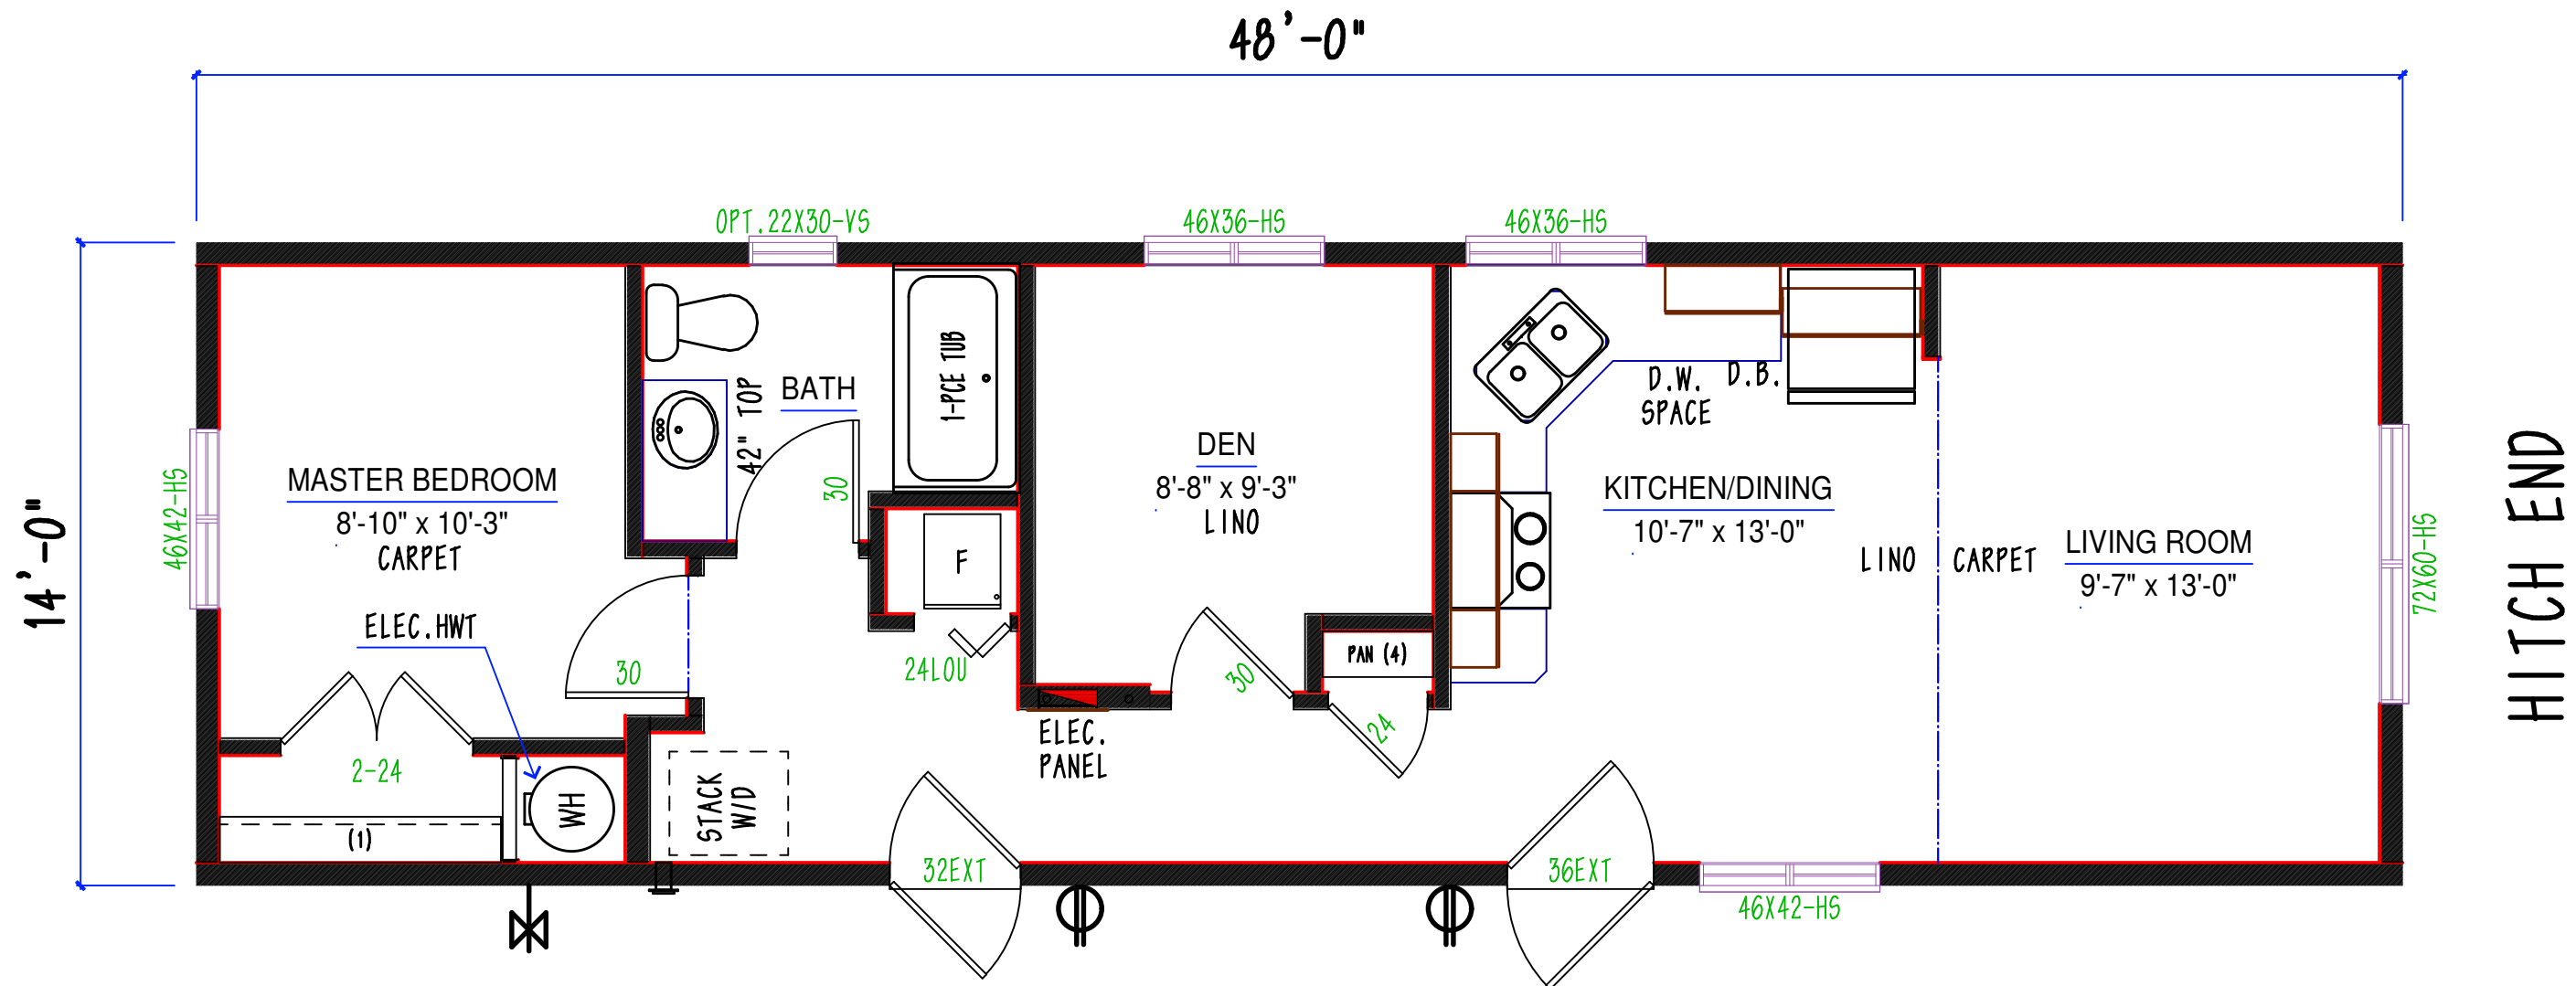 48'-0"
14'-0"
OPT.22X30-VS
46X36-HS
46X36-HS
46X42-HS
MASTER BEDROOM
8'-10" x 10'-3"
CARPET
ELEC.HWT
30
2-24
(1)
WH
42" TOP
BATH
30
1-PCE TUB
F
24LOU
STACK
W/D
32EXT
ELEC.
PANEL
DEN
8'-8" x 9'-3"
LINO
30
PAN (4)
24
D.W.
SPACE
D.B.
KITCHEN/DINING
10'-7" x 13'-0"
LINO
CARPET
LIVING ROOM
9'-7" x 13'-0"
36EXT
46X42-HS
72X60-HS
HITCH END